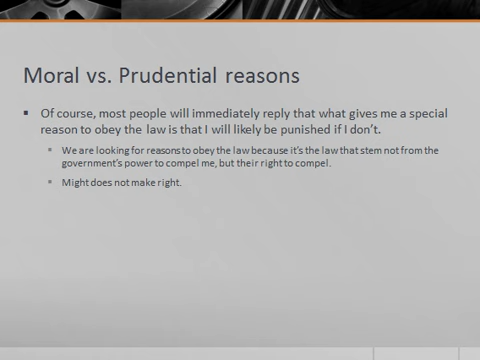 Moral vs. Prudential reasons
Of course, most people will immediately reply that what gives me a special
reason to obey the law is that I will likely be punished if I don't.
We are looking for reasons to obey the law because it's the law that stem not from the
government's power to compel me, but their right to compel.
Might does not make right.